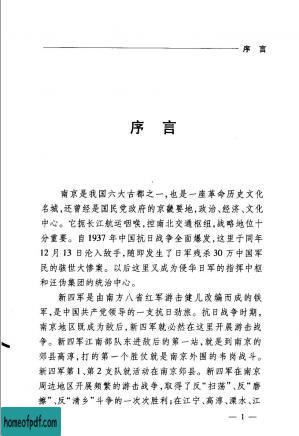 序 言
序 言
南京是我国六大古都之一,也是一座革命历史文化
名城,还曾经是国民党政府的京畿要地,政治、经济、文化
中心。它扼长江航运咽喉,控南北交通枢纽,战略地位十
分重要。自1937年中国抗日战争全面爆发,这里于同年
12月13日沦入敌手,随即发生了日军残杀30万中国军
民的骇世大惨案。以后这里又成为侵华日军的指挥中枢
和汪伪集团的统治中心。
新四军是由南方八省红军游击健儿改编而成的铁
军,是中国共产党领导的一支抗日劲旅。抗日战争时期,
南京地区既成为敌后,新四军就必然在这里开展游击战
争。新四军江南部队东进敌后的第一站,就是到南京的
郊县高淳,打的第一个胜仗就是南京外围的韦岗战斗。
新四军第1、第2支队就活动在南京郊县。新四军在南京
周边地区开展频繁的游击战争,取得了反“扫荡”、反“磨
擦”、反“清乡”斗争的一次次胜利;在江宁、高淳、溧水、江
— 1 —
homeofpdf.com
homeofpdf.com